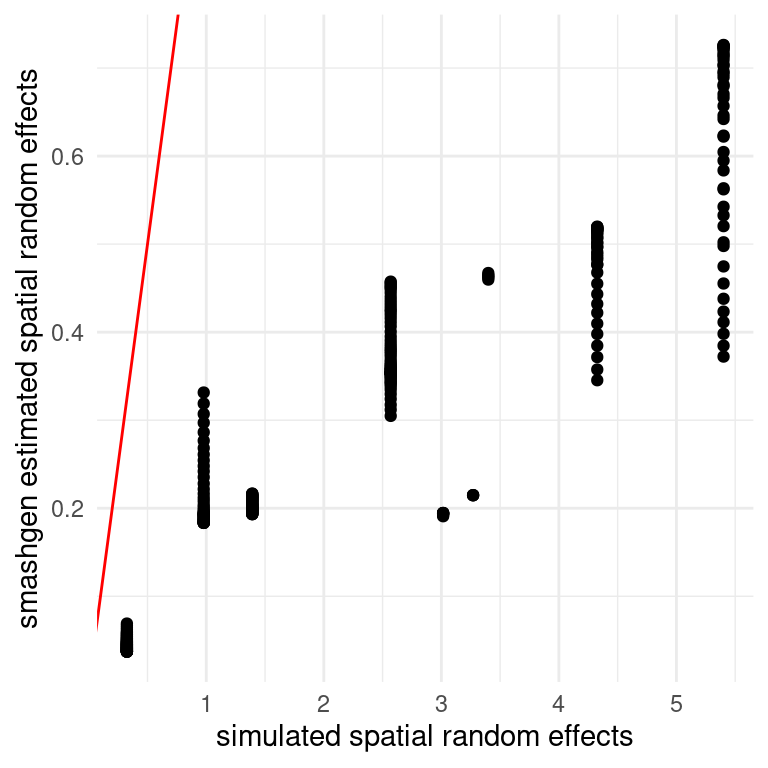 smashgen estimated spatial random effects
0.6
0.4
0.2
1 2 3 4 5
simulated spatial random effects